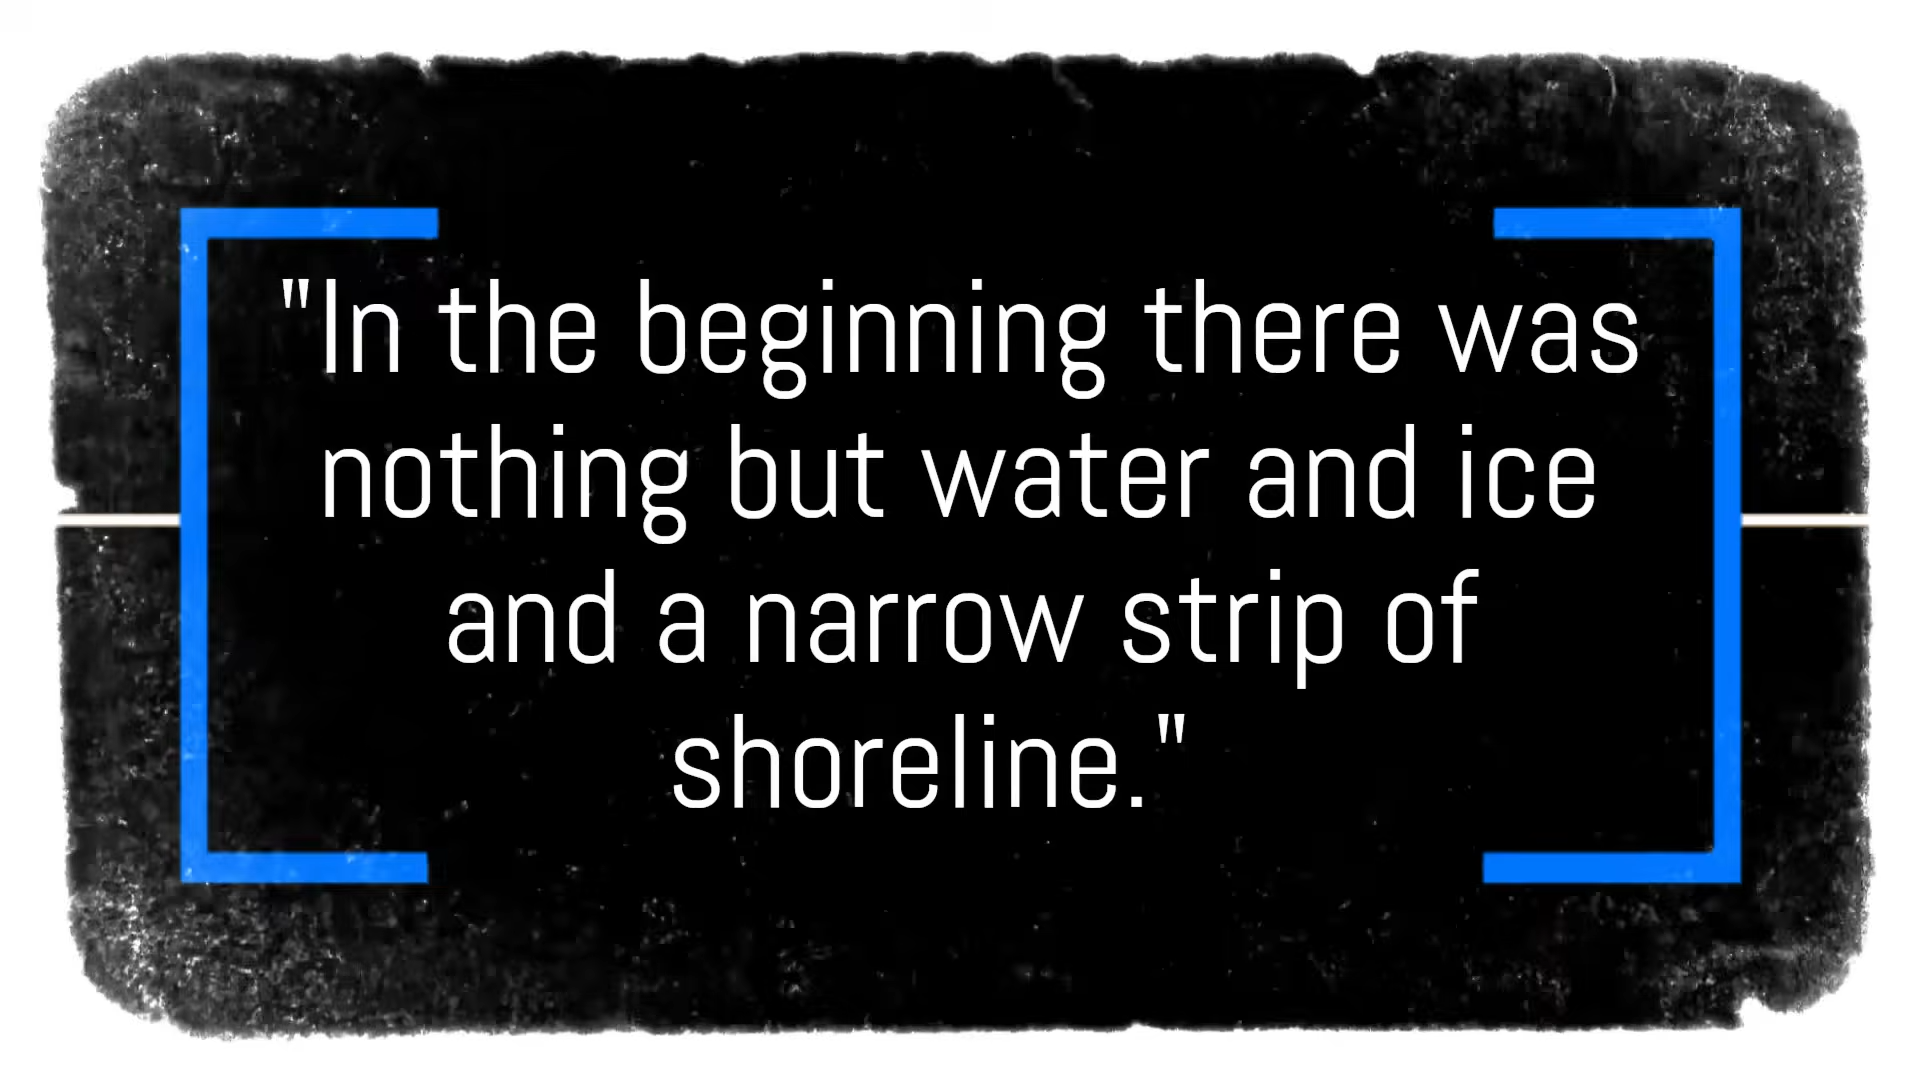 "In the beginning there was
nothing but water and ice
and a narrow strip of
shoreline."